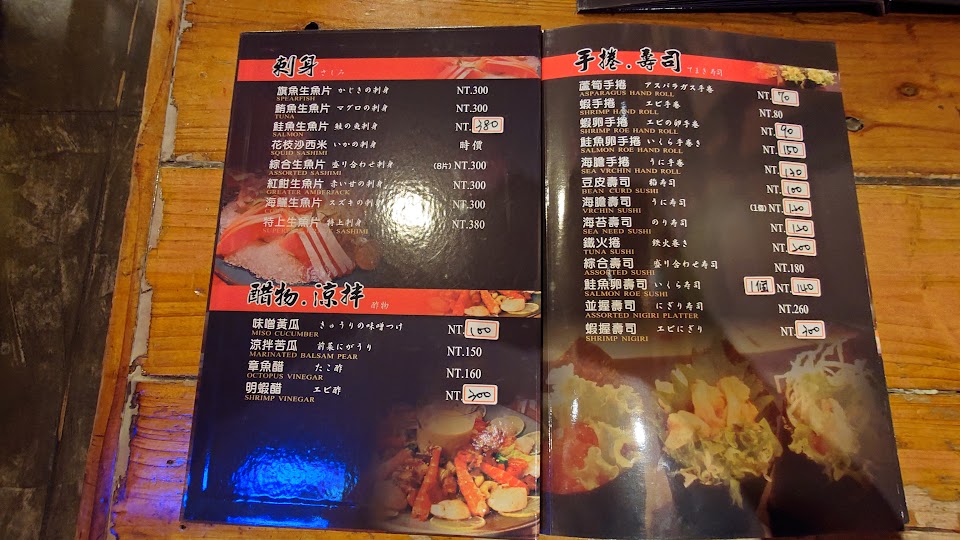 刺身 さしみ
旗魚生魚片 かじきの刺身 NT.300
SPEARFISH
鮪魚生魚片 マグロの刺身 NT.300
TUNA
鮭魚生魚片 鮭の魚刺身 NT. 380
SALMON
花枝沙西米 いかの刺身 時價
SQUID SASHIMI
綜合生魚片 盛り合わせ刺身 (8片) NT.300
ASSORTED SASHIMI
紅魽生魚片 赤い甘の刺身 NT.300
GREATER AMBERJACK
海鱺生魚片 スズキの刺身 NT.300
特上生魚片 特上刺身 NT.380
SASHIMI
醋物.涼拌 酢物
味噌黃瓜 きゅうりの味噌つけ NT. 100
MISO CUCUMBER
涼拌苦瓜 前菜にがうり NT.150
MARINATED BALSAM PEAR
章魚醋 たこ酢 NT.160
OCTOPUS VINEGAR
明蝦醋 エビ酢 NT. 200
SHRIMP VINEGAR
手捲.壽司 てまき寿司
蘆筍手捲 アスパラガス手巻 NT. 70
ASPARAGUS HAND ROLL
蝦手捲 エビ手巻 NT.80
SHRIMP HAND ROLL
蝦卵手捲 エビの卵手巻 NT. 90
SHRIMP ROE HAND ROLL
鮭魚卵手捲 いくら手巻き NT. 150
SALMON ROE HAND ROLL
海膽手捲 うに手巻 NT. 130
SEA VRCHIN HAND ROLL
豆皮壽司 稲寿司 NT. 100
BEAN CURD SUSHI
海膽壽司 うに寿司 NT. 120
VRCHIN SUSHI
海苔壽司 のり寿司 NT. 120
SEA NEED SUSHI
鐵火捲 鉄火巻き NT. 200
TUNA SUSHI
綜合壽司 盛り合わせ寿司 NT.180
ASSORTED SUSHI
鮭魚卵壽司 いくら寿司 1個 NT. 140
SALMON ROE SUSHI
並握壽司 にぎり寿司 NT.260
ASSORTED NIGIRI PLATTER
蝦握壽司 エビにぎり NT. 200
SHRIMP NIGIRI